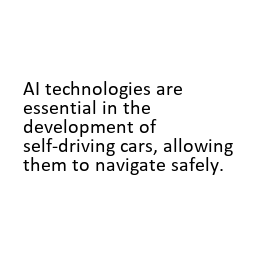 AI technologies are
essential in the
development of
self-driving cars, allowing
them to navigate safely.